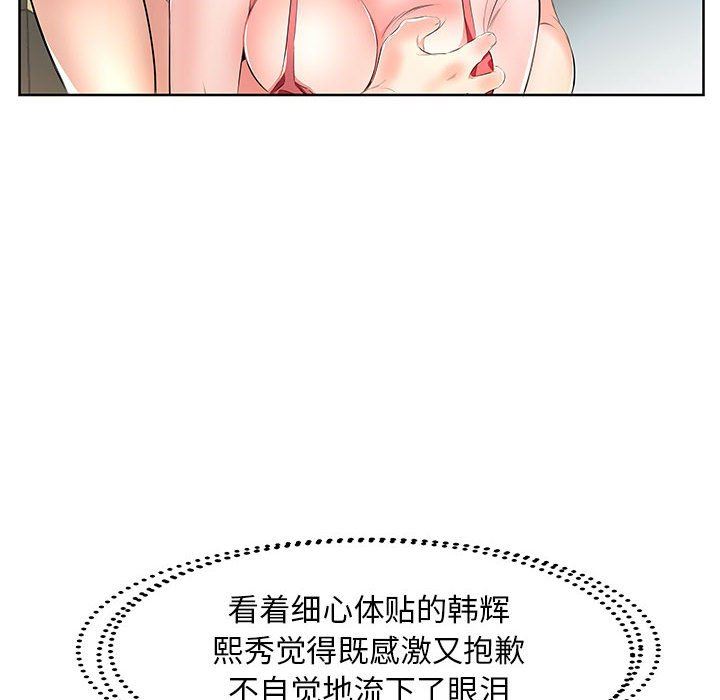 看着细心体贴的韩辉
熙秀觉得既感激又抱歉
不自觉地流下了眼泪